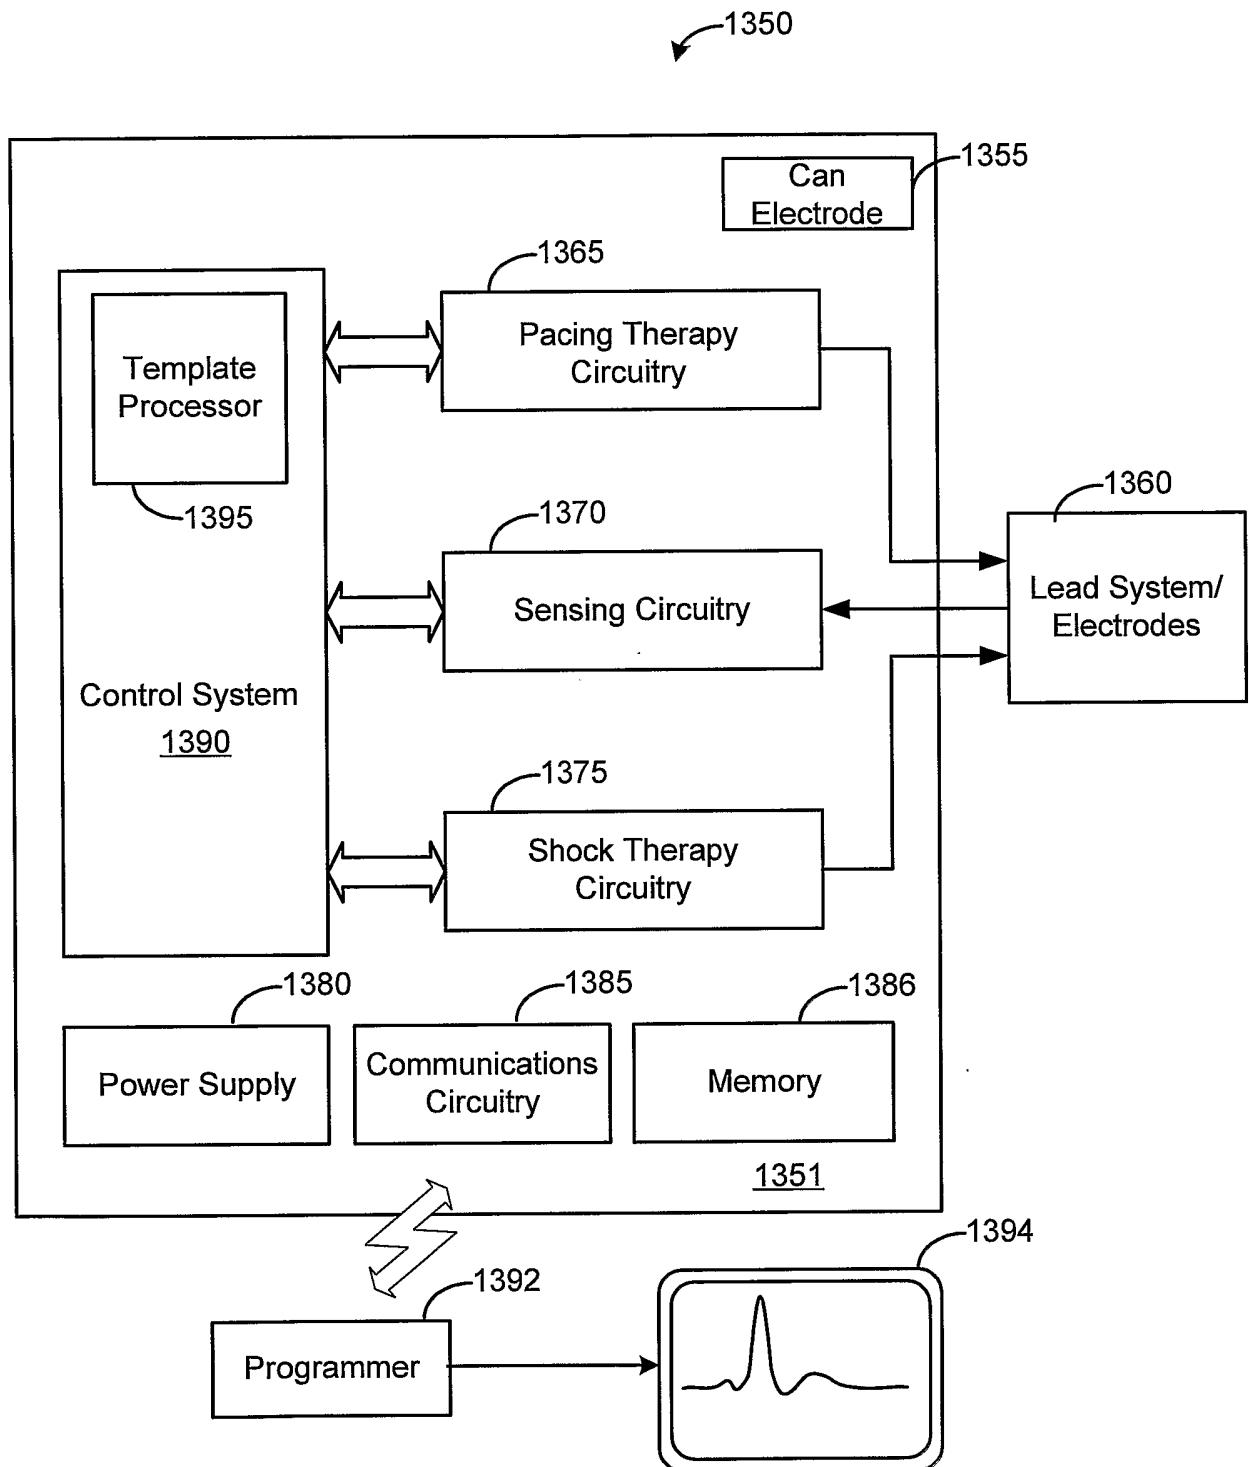 1350
1355
Can
Electrode
1365
Pacing Therapy
Circuitry
Template
Processor
1395
1360
Lead System/
Electrodes
1370
Sensing Circuitry
Control System
1390
1375
Shock Therapy
Circuitry
1380
Power Supply
1385
Communications
Circuitry
1386
Memory
1351
1394
1392
Programmer